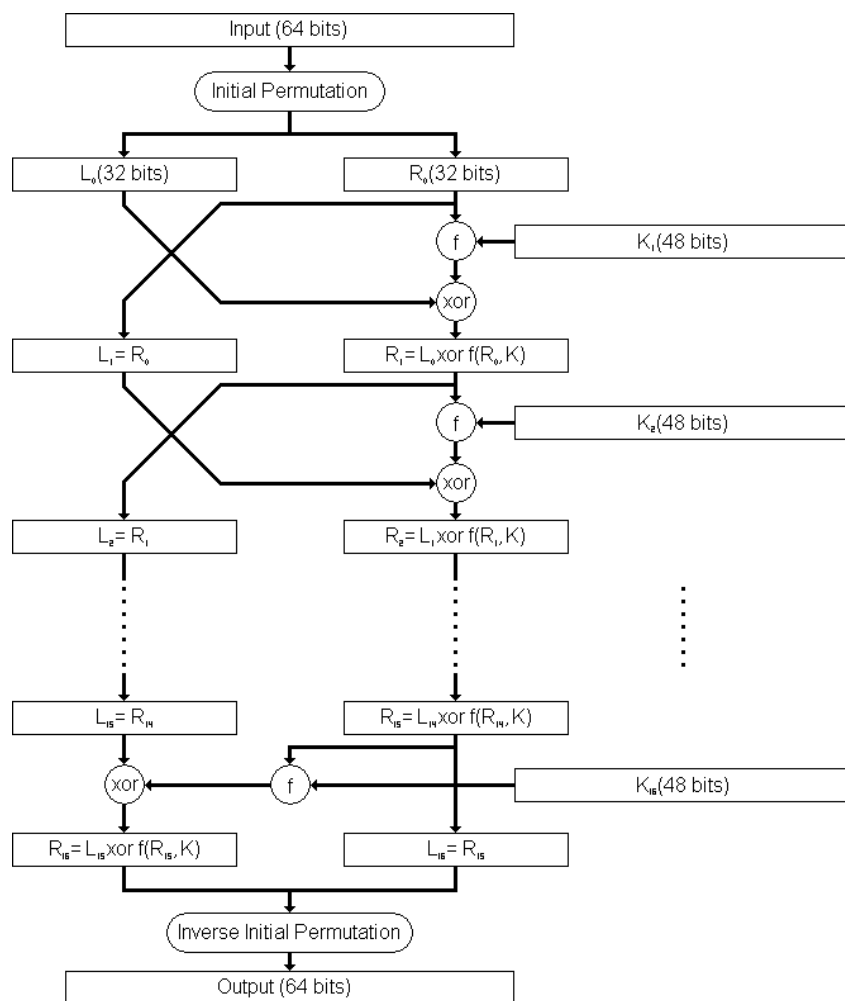 Input (64 bits)
Initial Permutation
L₀(32 bits)
R₀(32 bits)
f
K₁(48 bits)
xor
L₁= R₀
R₁= L₀xor f(R₀, K)
f
K₂(48 bits)
xor
L₂= R₁
R₂= L₁xor f(R₁, K)
L₁₅= R₁₄
R₁₅= L₁₄xor f(R₁₄, K)
xor
f
K₁₆(48 bits)
R₁₆= L₁₅xor f(R₁₅, K)
L₁₆= R₁₅
Inverse Initial Permutation
Output (64 bits)